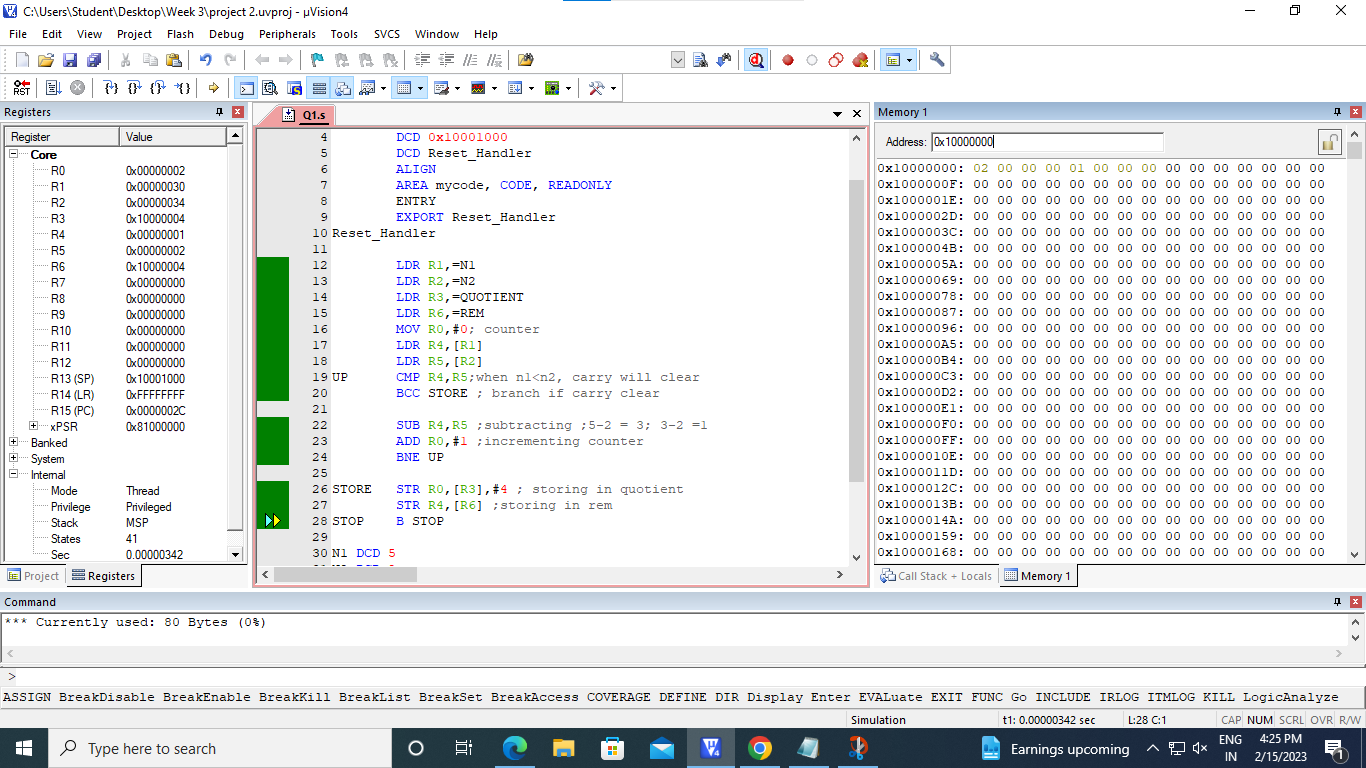 C:\Users\Student\Desktop\Week 3\project 2.uvproj - µVision4
File Edit View Project Flash Debug Peripherals Tools SVCS Window Help
Registers
Register Value
Core
R0 0x00000002
R1 0x00000030
R2 0x00000034
R3 0x10000004
R4 0x00000001
R5 0x00000002
R6 0x10000004
R7 0x00000000
R8 0x00000000
R9 0x00000000
R10 0x00000000
R11 0x00000000
R12 0x00000000
R13 (SP) 0x10001000
R14 (LR) 0xFFFFFFFF
R15 (PC) 0x0000002C
xPSR 0x81000000
Banked
System
Internal
Mode Thread
Privilege Privileged
Stack MSP
States 41
Sec 0.00000342
Project Registers
Q1.s
4 DCD 0x10001000
5 DCD Reset_Handler
6 ALIGN
7 AREA mycode, CODE, READONLY
8 ENTRY
9 EXPORT Reset_Handler
10 Reset_Handler
11
12 LDR R1,=N1
13 LDR R2,=N2
14 LDR R3,=QUOTIENT
15 LDR R6,=REM
16 MOV R0,#0; counter
17 LDR R4,[R1]
18 LDR R5,[R2]
19 UP CMP R4,R5;when n1<n2, carry will clear
20 BCC STORE ; branch if carry clear
21
22 SUB R4,R5 ;subtracting ;5-2 = 3; 3-2 =1
23 ADD R0,#1 ;incrementing counter
24 BNE UP
25
26 STORE STR R0,[R3],#4 ; storing in quotient
27 STR R4,[R6] ;storing in rem
28 STOP B STOP
29
30 N1 DCD 5
Memory 1
Address: 0x10000000
0x10000000: 02 00 00 00 01 00 00 00 00 00 00 00 00 00 00
0x1000000F: 00 00 00 00 00 00 00 00 00 00 00 00 00 00 00
0x1000001E: 00 00 00 00 00 00 00 00 00 00 00 00 00 00 00
0x1000002D: 00 00 00 00 00 00 00 00 00 00 00 00 00 00 00
0x1000003C: 00 00 00 00 00 00 00 00 00 00 00 00 00 00 00
0x1000004B: 00 00 00 00 00 00 00 00 00 00 00 00 00 00 00
0x1000005A: 00 00 00 00 00 00 00 00 00 00 00 00 00 00 00
0x10000069: 00 00 00 00 00 00 00 00 00 00 00 00 00 00 00
0x10000078: 00 00 00 00 00 00 00 00 00 00 00 00 00 00 00
0x10000087: 00 00 00 00 00 00 00 00 00 00 00 00 00 00 00
0x10000096: 00 00 00 00 00 00 00 00 00 00 00 00 00 00 00
0x100000A5: 00 00 00 00 00 00 00 00 00 00 00 00 00 00 00
0x100000B4: 00 00 00 00 00 00 00 00 00 00 00 00 00 00 00
0x100000C3: 00 00 00 00 00 00 00 00 00 00 00 00 00 00 00
0x100000D2: 00 00 00 00 00 00 00 00 00 00 00 00 00 00 00
0x100000E1: 00 00 00 00 00 00 00 00 00 00 00 00 00 00 00
0x100000F0: 00 00 00 00 00 00 00 00 00 00 00 00 00 00 00
0x100000FF: 00 00 00 00 00 00 00 00 00 00 00 00 00 00 00
0x1000010E: 00 00 00 00 00 00 00 00 00 00 00 00 00 00 00
0x1000011D: 00 00 00 00 00 00 00 00 00 00 00 00 00 00 00
0x1000012C: 00 00 00 00 00 00 00 00 00 00 00 00 00 00 00
0x1000013B: 00 00 00 00 00 00 00 00 00 00 00 00 00 00 00
0x1000014A: 00 00 00 00 00 00 00 00 00 00 00 00 00 00 00
0x10000159: 00 00 00 00 00 00 00 00 00 00 00 00 00 00 00
0x10000168: 00 00 00 00 00 00 00 00 00 00 00 00 00 00 00
Call Stack + Locals Memory 1
Command
*** Currently used: 80 Bytes (0%)
>
ASSIGN BreakDisable BreakEnable BreakKill BreakList BreakSet BreakAccess COVERAGE DEFINE DIR Display Enter EVALuate EXIT FUNC Go INCLUDE IRLOG ITMLOG KILL LogicAnalyze
Simulation t1: 0.00000342 sec L:28 C:1 CAP NUM SCRL OVR R/W
Type here to search
Earnings upcoming
ENG
IN
4:25 PM
2/15/2023
1